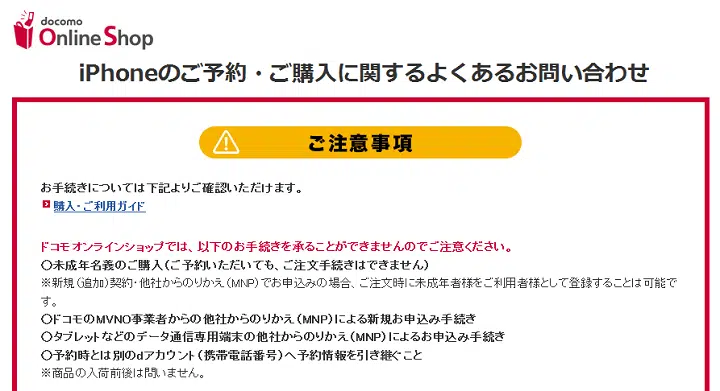 docomo
Online Shop
iPhoneのご予約・ご購入に関するよくあるお問い合わせ
ご注意事項
お手続きについては下記よりご確認いただけます。
購入・ご利用ガイド
ドコモオンラインショップでは、以下のお手続きを承ることができませんのでご注意ください。
○未成年名義のご購入（ご予約いただいても、ご注文手続きはできません）
※新規（追加）契約・他社からのりかえ（MNP）でお申込みの場合、ご注文時に未成年者様をご利用者様として登録することは可能で
す。
○ドコモのMVNO事業者からの他社からのりかえ（MNP）による新規お申込み手続き
○タブレットなどのデータ通信専用端末の他社からのりかえ（MNP）によるお申込み手続き
○予約時とは別のdアカウント（携帯電話番号）へ予約情報を引き継ぐこと
※商品の入荷前後は問いません。